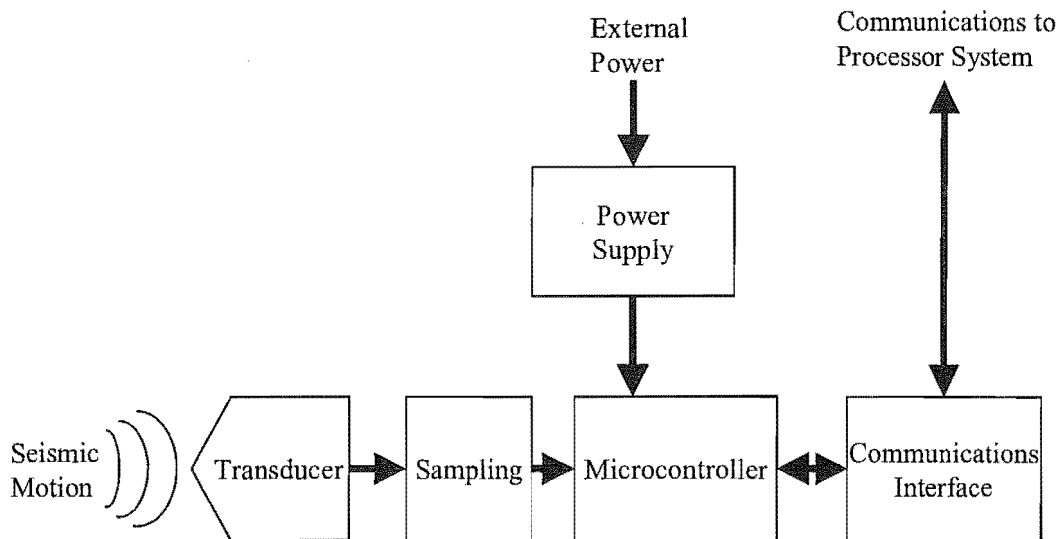 External
Power
Communications to
Processor System
Power
Supply
Seismic
Motion
Transducer
Sampling
Microcontroller
Communications
Interface